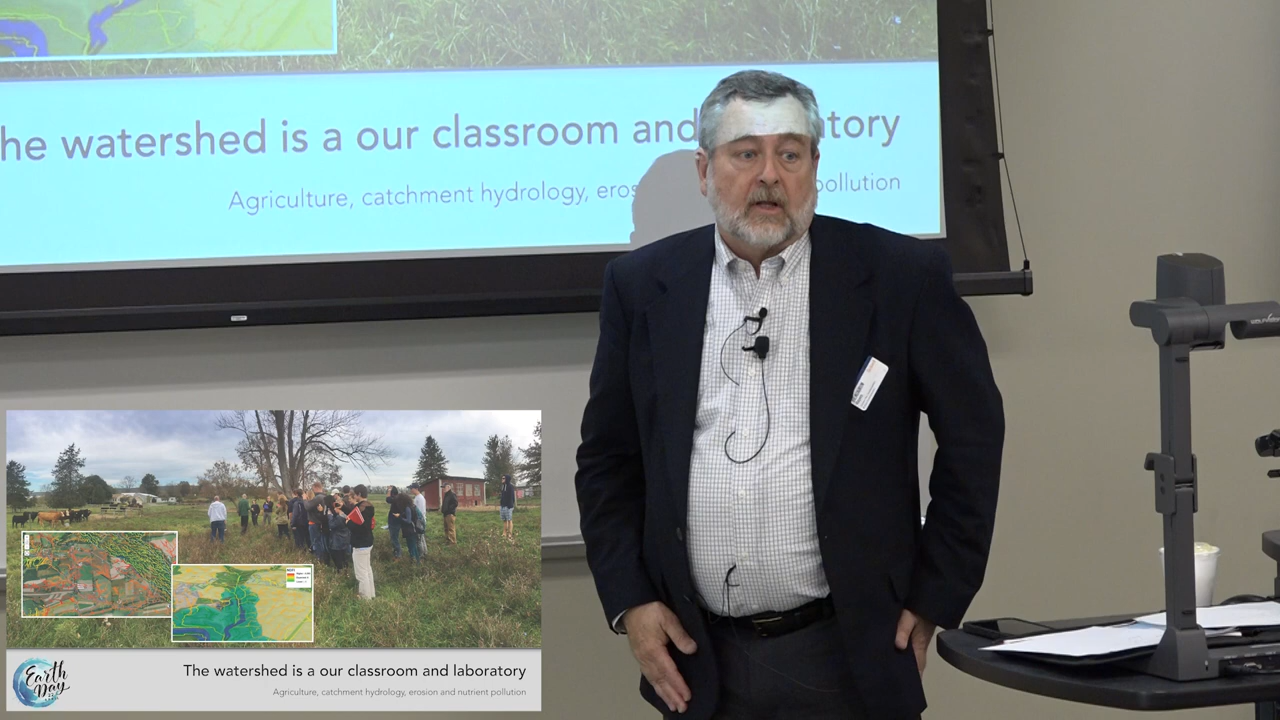 he watershed is a our classroom and atory
Agriculture, catchment hydrology, eros pollution
Earth
Day
The watershed is a our classroom and laboratory
Agriculture, catchment hydrology, erosion and nutrient pollution